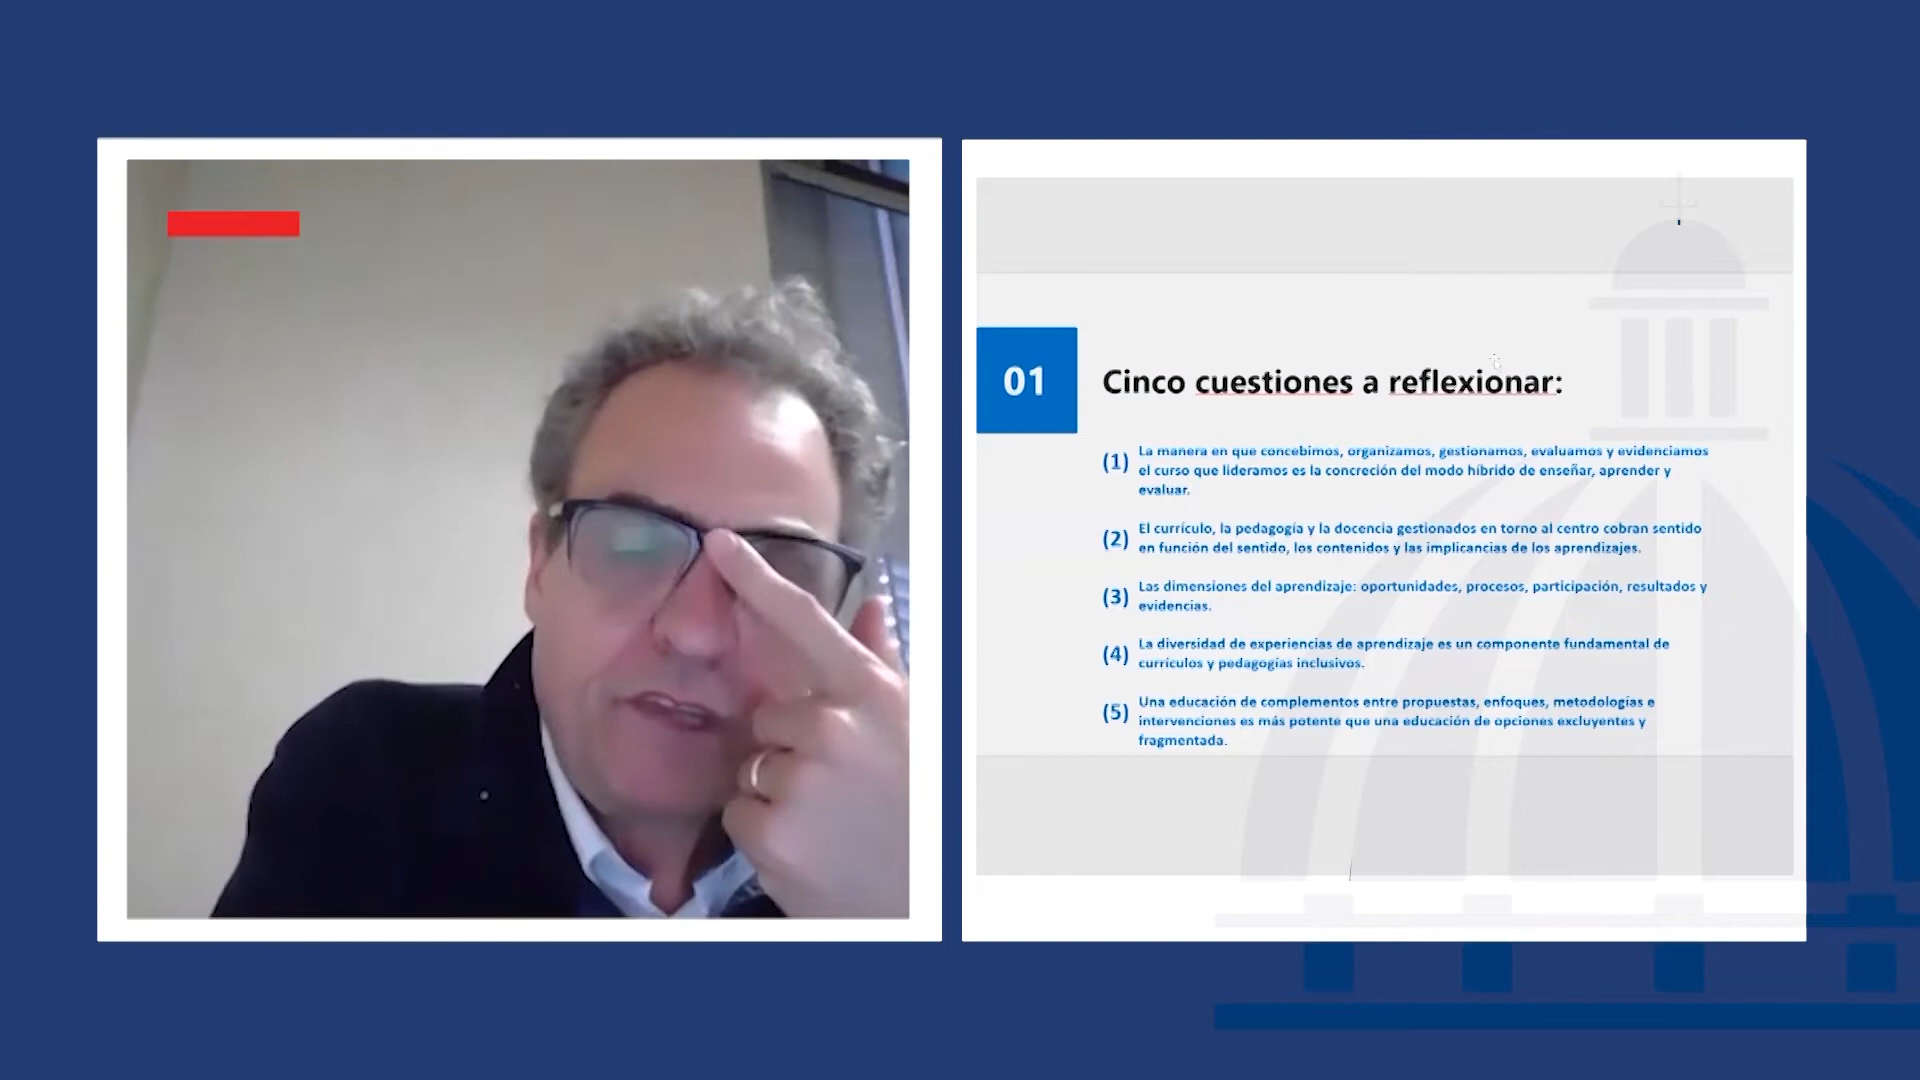 01
Cinco cuestiones a reflexionar:
(1) La manera en que concebimos, organizamos, gestionamos, evaluamos y evidenciamos
el curso que lideramos es la concreción del modo híbrido de enseñar, aprender y
evaluar.
(2) El currículo, la pedagogía y la docencia gestionados en torno al centro cobran sentido
en función del sentido, los contenidos y las implicancias de los aprendizajes.
(3) Las dimensiones del aprendizaje: oportunidades, procesos, participación, resultados y
evidencias.
(4) La diversidad de experiencias de aprendizaje es un componente fundamental de
currículos y pedagogías inclusivos.
(5) Una educación de complementos entre propuestas, enfoques, metodologías e
intervenciones es más potente que una educación de opciones excluyentes y
fragmentada.